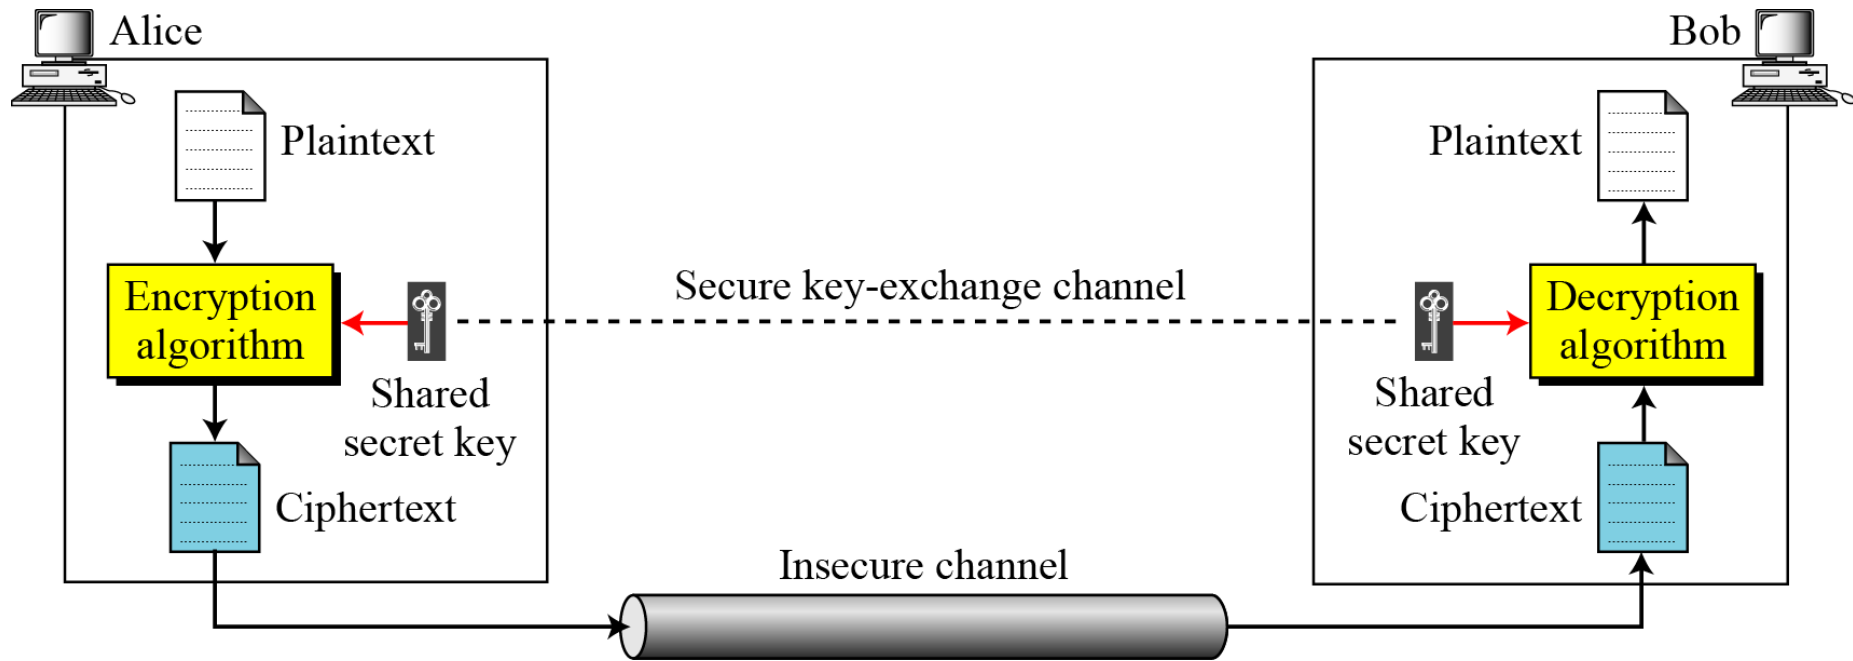 Alice
Bob
Plaintext
Plaintext
Encryption
algorithm
Secure key-exchange channel
Decryption
algorithm
Shared
secret key
Shared
secret key
Ciphertext
Ciphertext
Insecure channel